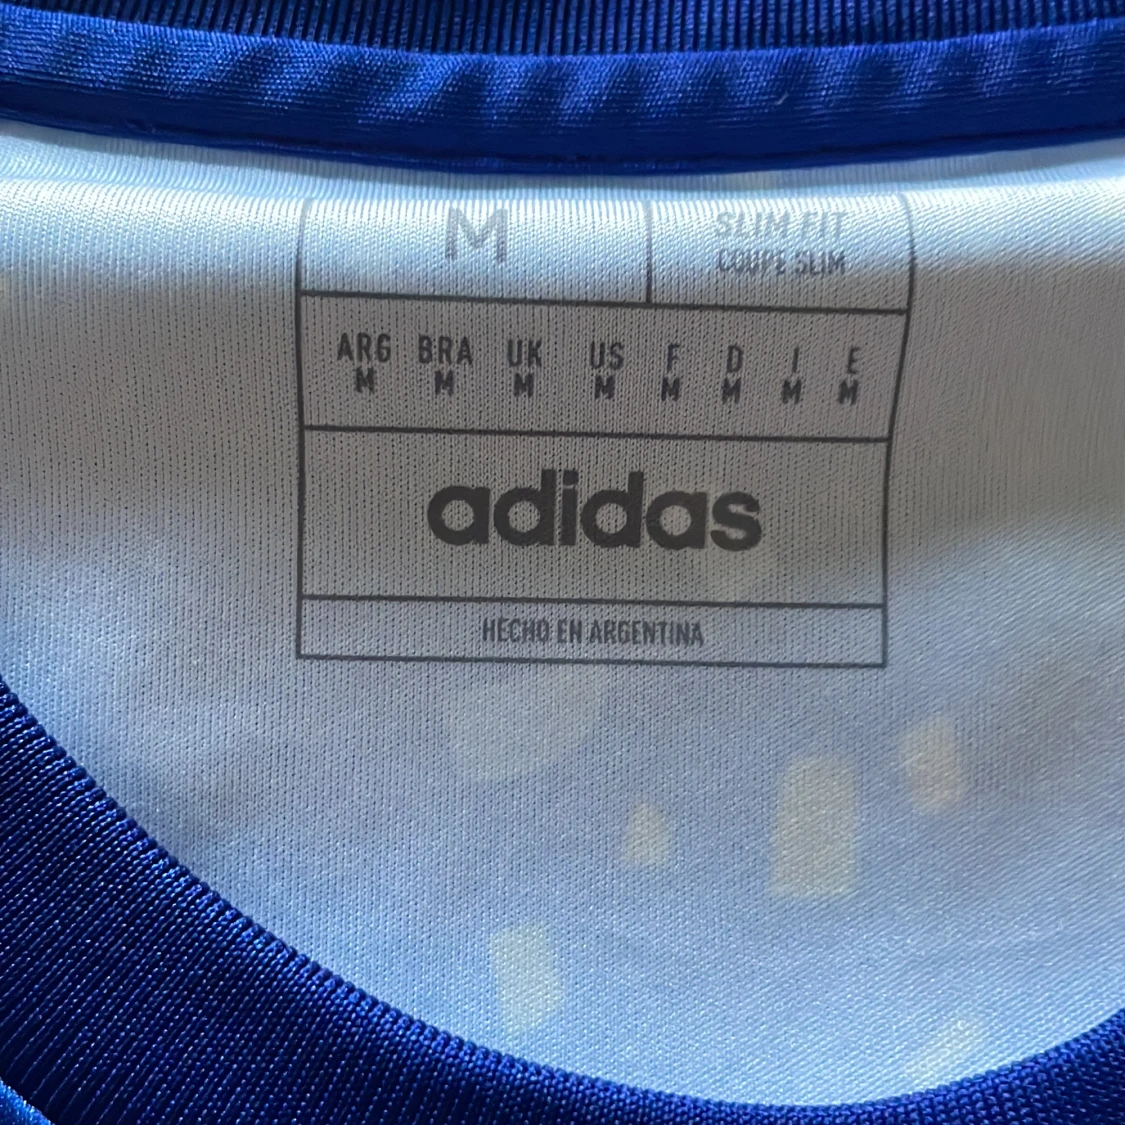 M
SLIM FIT
COUPE SLIM
ARG BRA UK US F D I E
M M M M M M M M
adidas
HECHO EN ARGENTINA